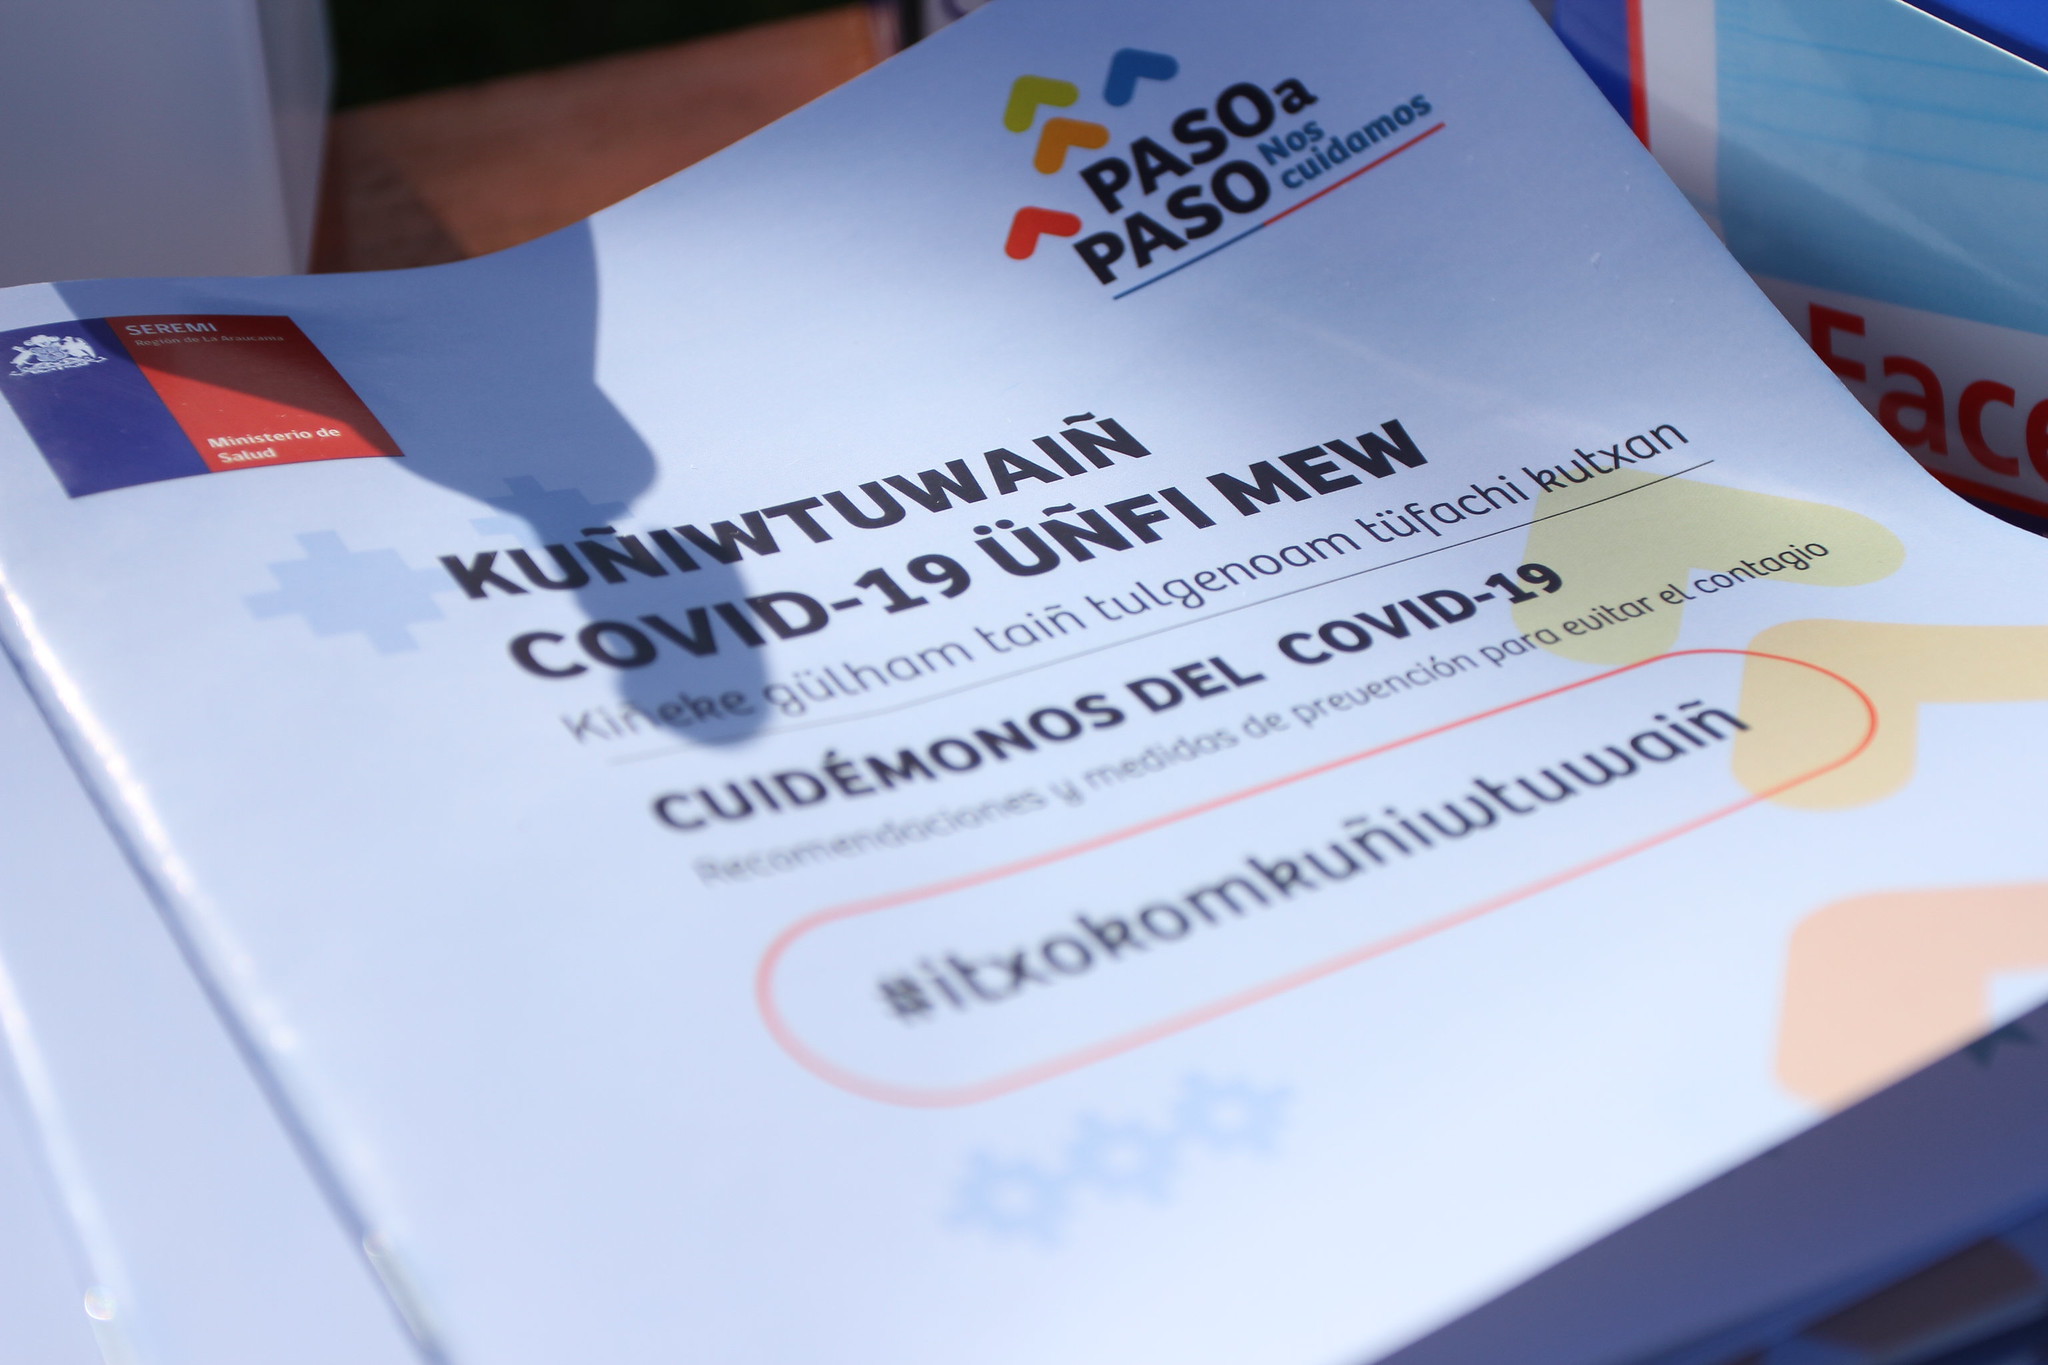 PASO a
PASO Nos
cuidamos
SEREMI
Región de La Araucanía
Ministerio de
Salud
KUÑIWTUWAIÑ
COVID-19 ÜÑFI MEW
Kiñeke gülham taiñ tulgenoam tüfachi kutxan
CUIDÉMONOS DEL COVID-19
Recomendaciones y medidas de prevención para evitar el contagio
#itxokomkuñiwtuwaiñ
Face